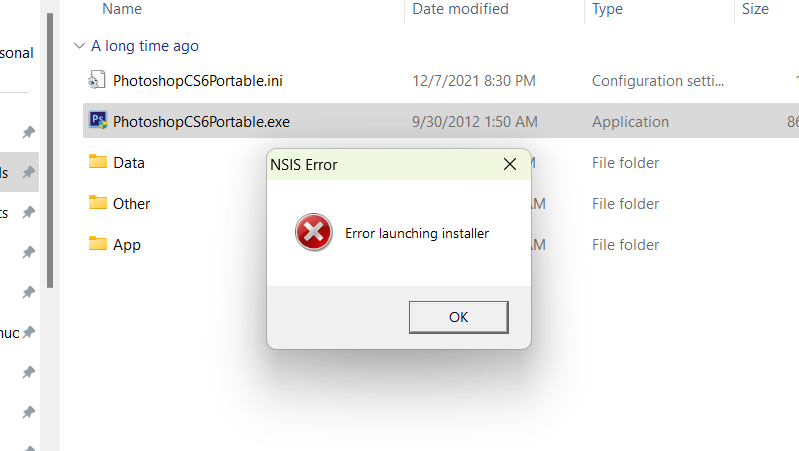 Name Date modified Type Size
sonal A long time ago
PhotoshopCS6Portable.ini 12/7/2021 8:30 PM Configuration setti... 1
Ps PhotoshopCS6Portable.exe 9/30/2012 1:50 AM Application 86
ls Data M File folder
ts Other AM File folder
App AM File folder
nuc
NSIS Error
Error launching installer
OK